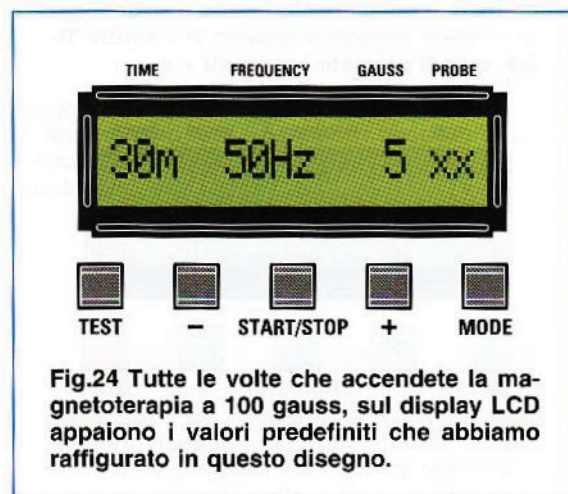 TIME FREQUENCY GAUSS PROBE
30m 50Hz 5 xx
TEST – START/STOP + MODE
Fig.24 Tutte le volte che accendete la ma-
gnetoterapia a 100 gauss, sul display LCD
appaiono i valori predefiniti che abbiamo
raffigurato in questo disegno.